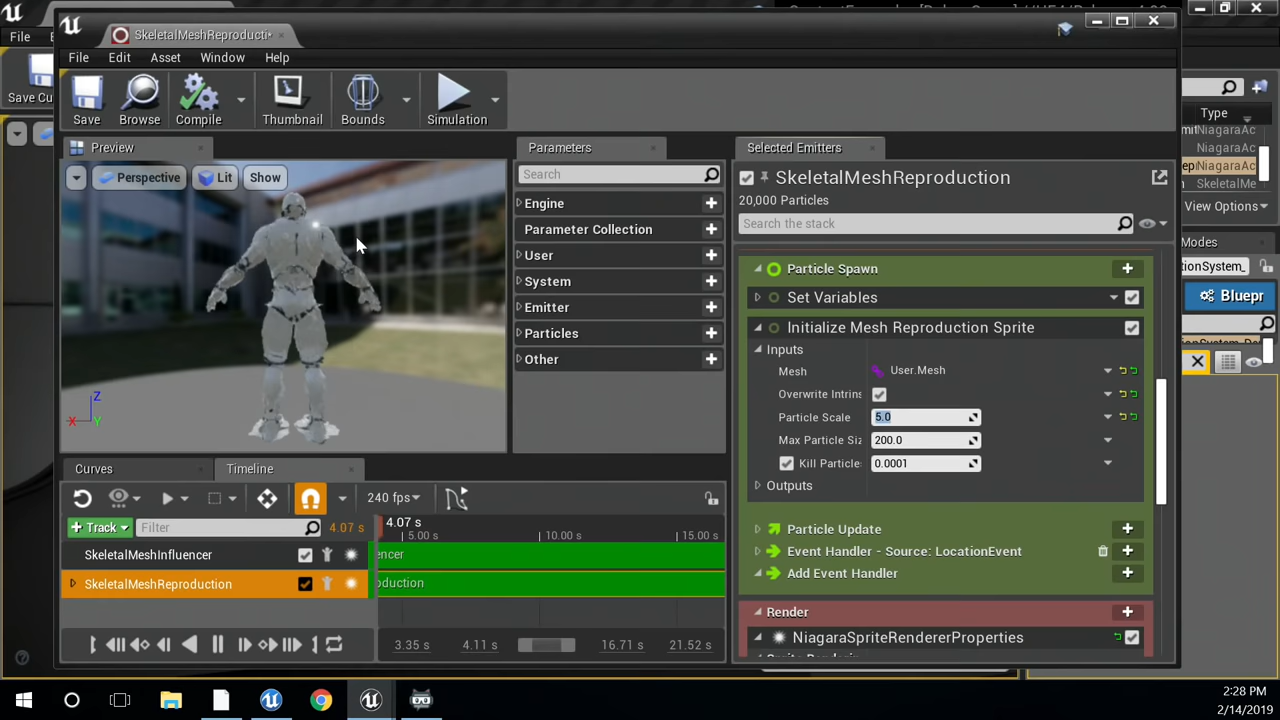 SkeletalMeshReproducti*
File Edit Asset Window Help
Save Browse Compile Thumbnail Bounds Simulation
Preview
Perspective Lit Show
Z
X Y
Parameters
Search
Engine
Parameter Collection
User
System
Emitter
Particles
Other
Selected Emitters
SkeletalMeshReproduction
20,000 Particles
Search the stack
Particle Spawn
Set Variables
Initialize Mesh Reproduction Sprite
Inputs
Mesh User.Mesh
Overwrite Intrins
Particle Scale 5.0
Max Particle Siz 200.0
Kill Particle: 0.0001
Outputs
Particle Update
Event Handler - Source: LocationEvent
Add Event Handler
Render
NiagaraSpriteRendererProperties
Curves Timeline
240 fps
Track Filter 4.07 s
4.07 s
5.00 s 10.00 s 15.00 s
SkeletalMeshInfluencer encer
SkeletalMeshReproduction oduction
3.35 s 4.11 s 16.71 s 21.52 s
File
Save Cu
Type
NiagaraAc
NiagaraAc
NiagaraAc
SkeletalMe
View Options
Modes
tionSystem_
Bluepr
2:28 PM
2/14/2019